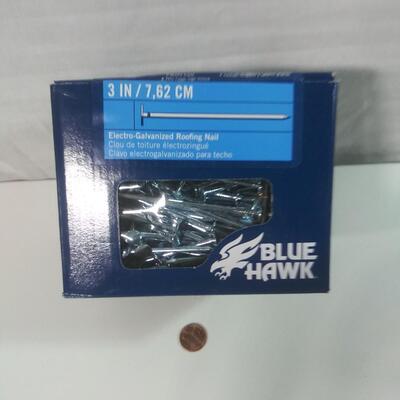 3 IN / 7,62 CM
Electro-Galvanized Roofing Nail
Clou de toiture électrozingué
Clavo electrogalvanizado para techo
BLUE
HAWK